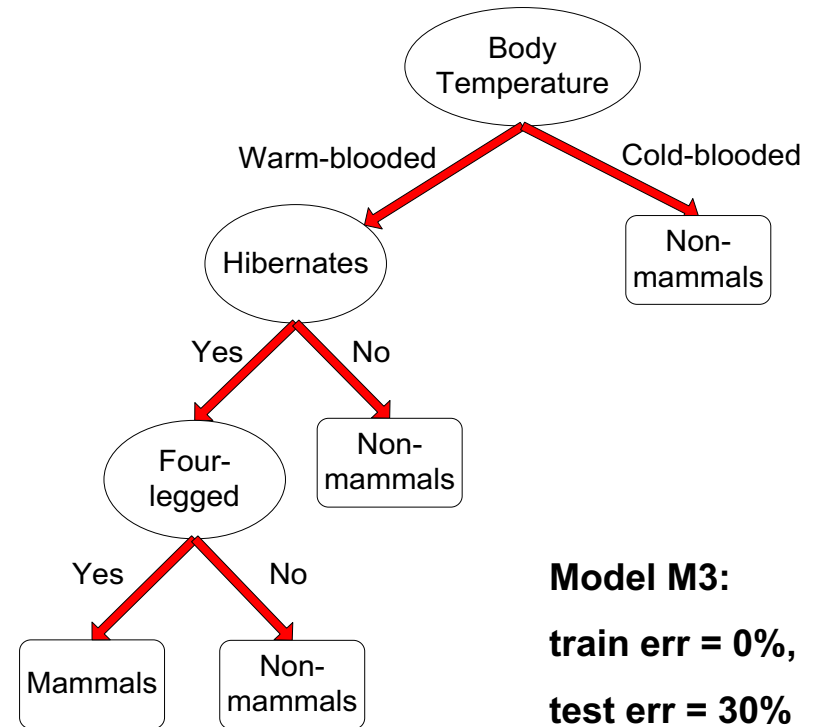 Body
Temperature
Warm-blooded
Cold-blooded
Hibernates
Non-
mammals
Yes
No
Four-
legged
Non-
mammals
Yes
No
Mammals
Non-
mammals
Model M3:
train err = 0%,
test err = 30%